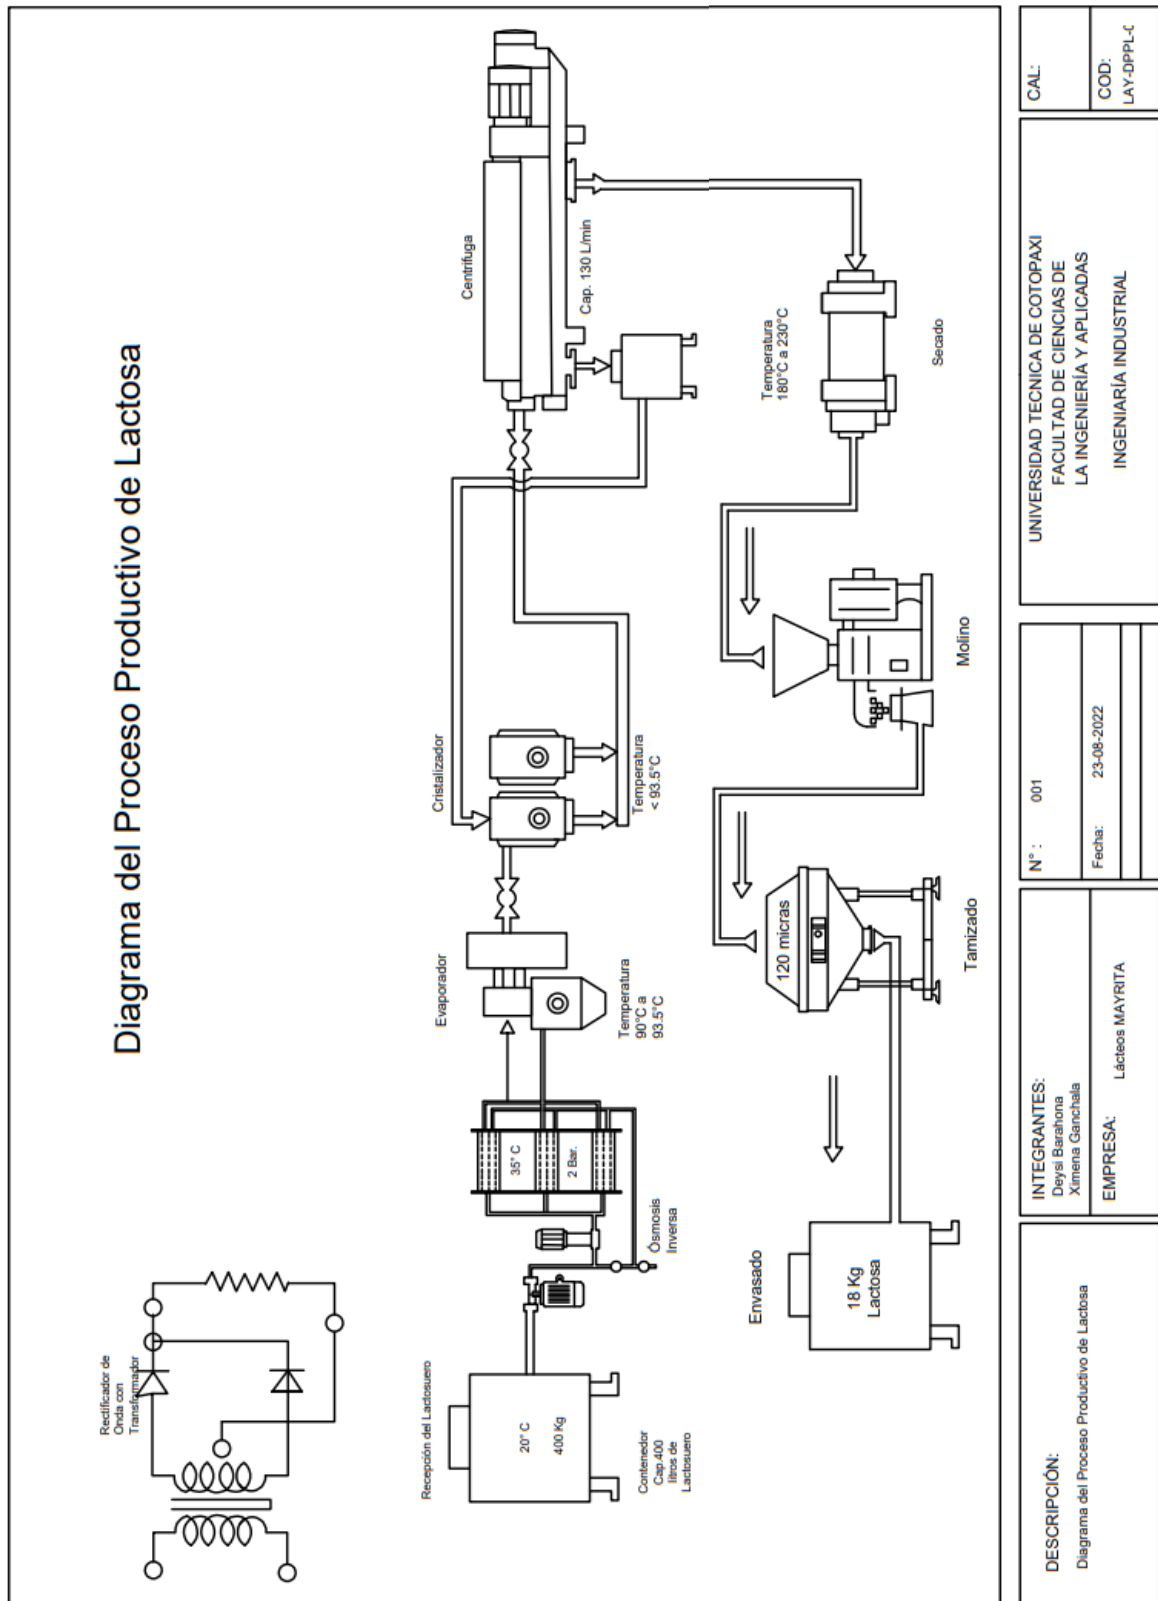 Diagrama del Proceso Productivo de Lactosa
Rectificador de
Onda con
Transformador
Recepción del Lactosuero
20° C
400 Kg
Contenedor
Cap.400
litros de
Lactosuero
Ósmosis
Inversa
35° C
2 Bar.
Evaporador
Temperatura
90°C a
93.5°C
Cristalizador
Temperatura
< 93.5°C
Centrifuga
Cap. 130 L/min
Temperatura
180°C a 230°C
Secado
Molino
120 micras
Tamizado
Envasado
18 Kg
Lactosa
DESCRIPCIÓN:
Diagrama del Proceso Productivo de Lactosa
INTEGRANTES:
Deysi Barahona
Ximena Ganchala
EMPRESA:
Lácteos MAYRITA
N° :
001
Fecha:
23-08-2022
UNIVERSIDAD TECNICA DE COTOPAXI
FACULTAD DE CIENCIAS DE
LA INGENIERÍA Y APLICADAS
INGENIARÍA INDUSTRIAL
CAL:
COD: